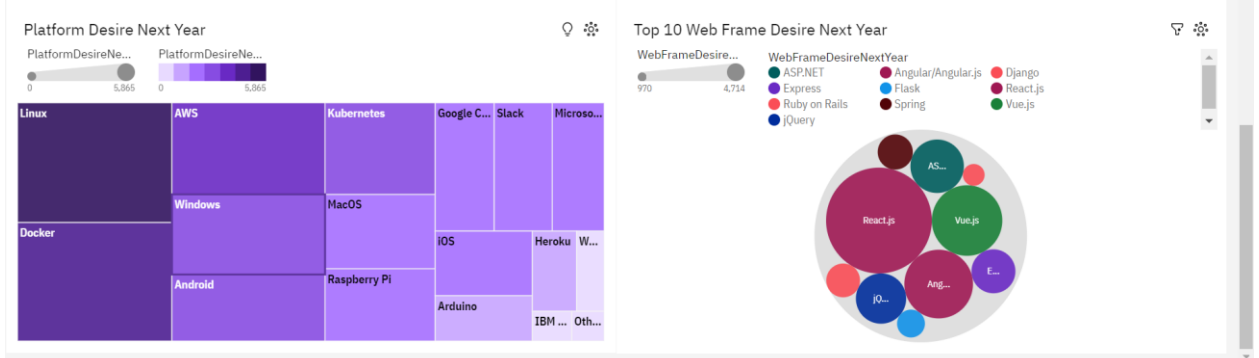 Platform Desire Next Year
PlatformDesireNe... PlatformDesireNe...
0 5,865 0 5,865
Linux AWS Kubernetes Google C... Slack Microso...
Windows MacOS
Docker iOS Heroku W...
Android Raspberry Pi
Arduino
IBM ... Oth...
Top 10 Web Frame Desire Next Year
WebFrameDesire... WebFrameDesireNextYear
970 4,714
ASP.NET Angular/Angular.js Django
Express Flask React.js
Ruby on Rails Spring Vue.js
jQuery
AS...
React.js Vue.js
E...
Ang...
jQ...